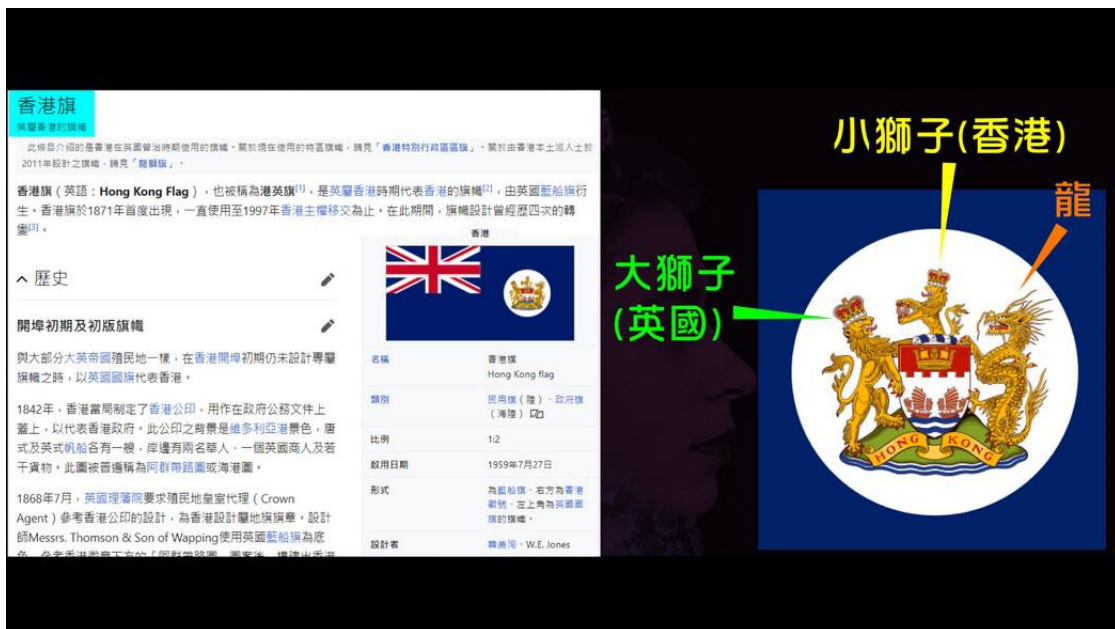 香港旗
英屬香港的旗幟
此條目介紹的是香港在英國管治時期使用的旗幟。關於現在使用的特區旗幟，請見「香港特別行政區區旗」。關於由香港本土派人士於
2011年設計之旗幟，請見「龍獅旗」。
香港旗（英語：Hong Kong Flag），也被稱為港英旗[1]，是英屬香港時期代表香港的旗幟[2]，由英國藍船旗衍
生。香港旗於1871年首度出現，一直使用至1997年香港主權移交為止。在此期間，旗幟設計曾經歷四次的轉
變[3]。
歷史
開埠初期及初版旗幟
與大部分大英帝國殖民地一樣，在香港開埠初期仍未設計專屬
旗幟之時，以英國國旗代表香港。
1842年，香港當局制定了香港公印，用作在政府公務文件上
蓋上，以代表香港政府。此公印之背景是維多利亞港景色，唐
式及英式帆船各有一艘，岸邊有兩名華人、一個英國商人及若
干貨物。此圖被普遍稱為阿群帶路圖或海港圖。
1868年7月，英國理藩院要求殖民地皇室代理（Crown
Agent）參考香港公印的設計，為香港設計屬地旗旗章。設計
師Messrs. Thomson & Son of Wapping使用英國藍船旗為底
香港
名稱
香港旗
Hong Kong flag
類別
民用旗（陸）、政府旗
（海陸）
比例
1:2
啟用日期
1959年7月27日
形式
為藍船旗，右方為香港
徽號，左上角為英國國
旗的旗幟。
設計者
韓美洵、W.E. Jones
小獅子(香港)
龍
大獅子
(英國)
HONG KONG